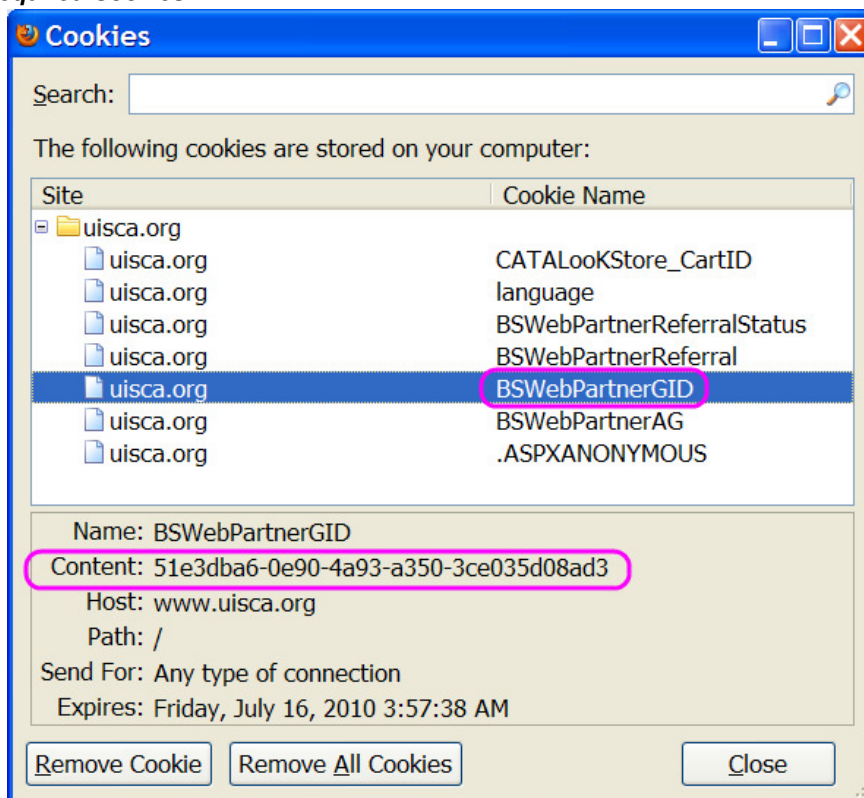 Cookies
Search:
The following cookies are stored on your computer:
Site Cookie Name
uisca.org
uisca.org CATALooKStore_CartID
uisca.org language
uisca.org BSWebPartnerReferralStatus
uisca.org BSWebPartnerReferral
uisca.org BSWebPartnerGID
uisca.org BSWebPartnerAG
uisca.org .ASPXANONYMOUS
Name: BSWebPartnerGID
Content: 51e3dba6-0e90-4a93-a350-3ce035d08ad3
Host: www.uisca.org
Path: /
Send For: Any type of connection
Expires: Friday, July 16, 2010 3:57:38 AM
Remove Cookie Remove All Cookies Close